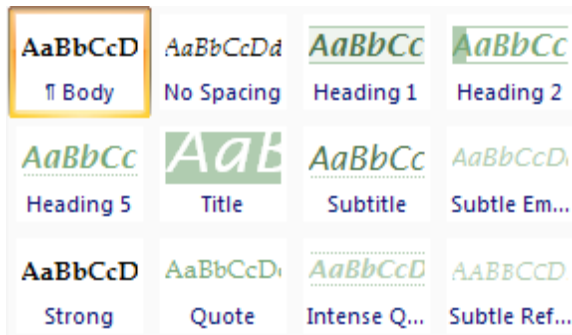 AaBbCcD AaBbCcDd AaBbCc AaBbCc
¶ Body No Spacing Heading 1 Heading 2
AaBbCc AaB AaBbCc AaBbCcD
Heading 5 Title Subtitle Subtle Em...
AaBbCcD AaBbCcD AaBbCcD AABBCCD
Strong Quote Intense Q... Subtle Ref...